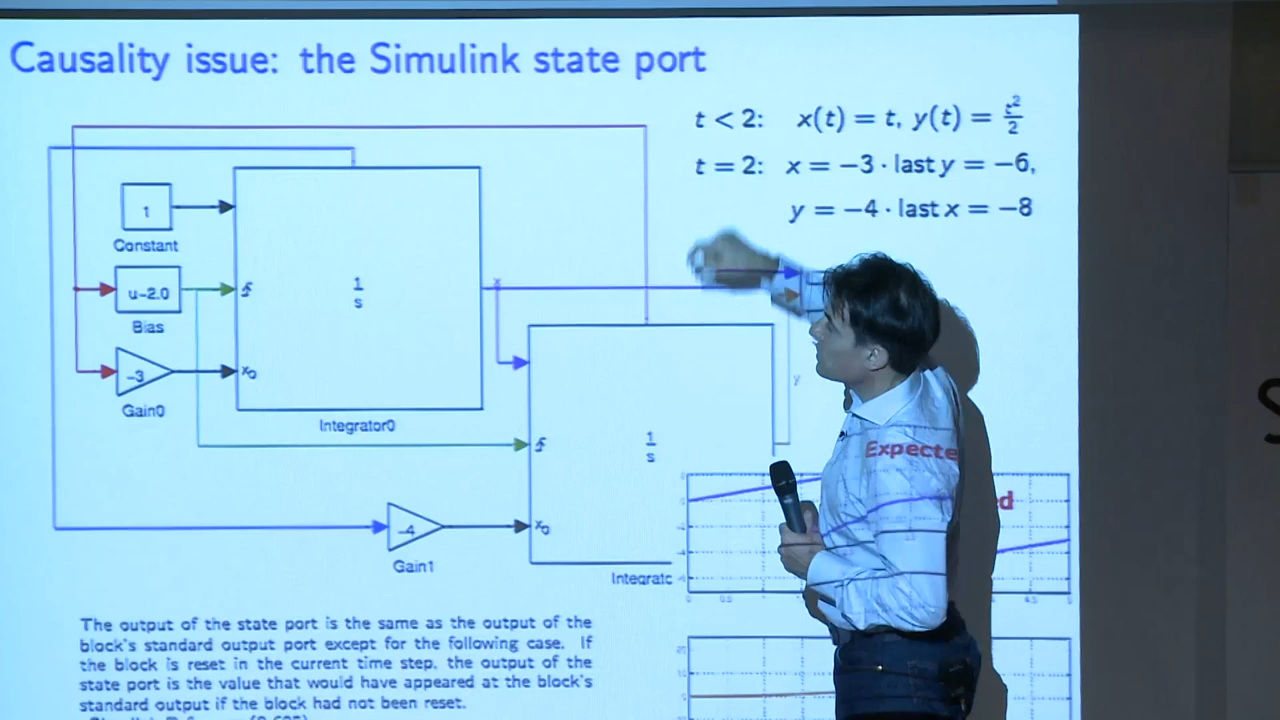 Causality issue: the Simulink state port
t < 2: x(t) = t, y(t) = t²/2
t = 2: x = −3 · last y = −6,
y = −4 · last x = −8
1
Constant
u-2.0
Bias
-3
Gain0
x₀
1
s
Integrator0
x
y
1
s
x₀
-4
Gain1
Expecte
d
The output of the state port is the same as the output of the
block's standard output port except for the following case. If
the block is reset in the current time step, the output of the
state port is the value that would have appeared at the block's
standard output if the block had not been reset.